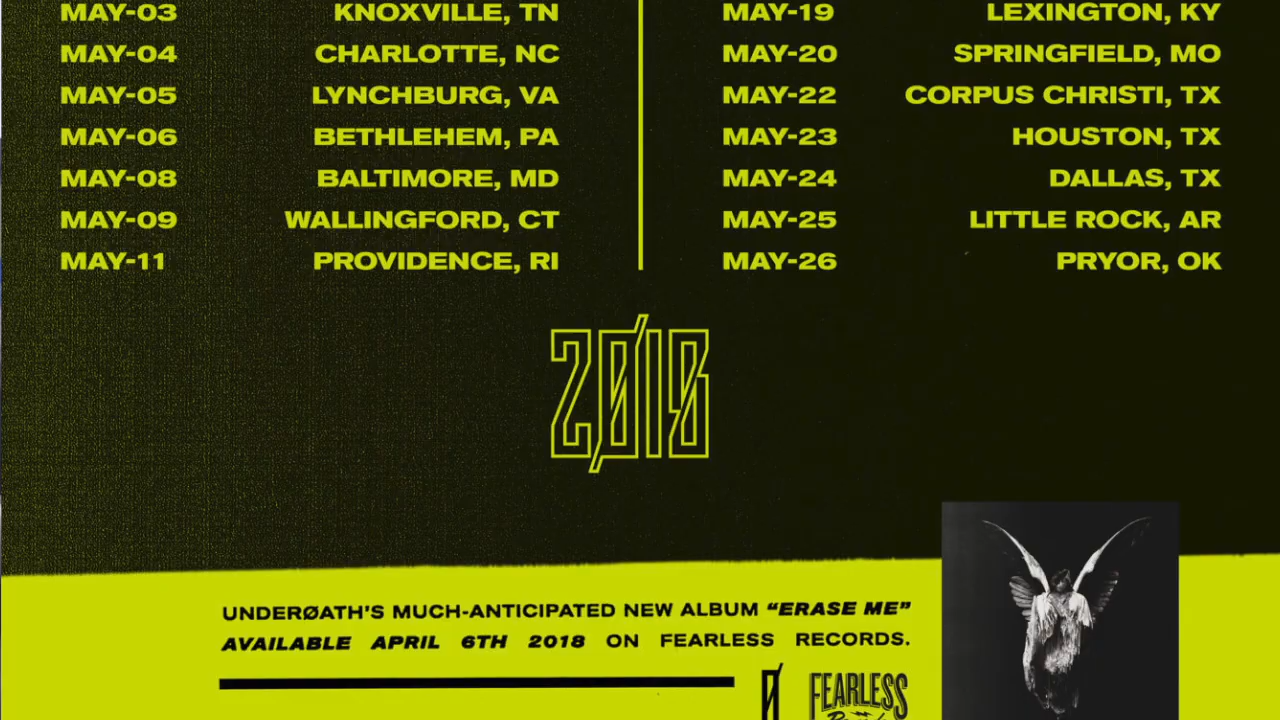 MAY-03 KNOXVILLE, TN
MAY-04 CHARLOTTE, NC
MAY-05 LYNCHBURG, VA
MAY-06 BETHLEHEM, PA
MAY-08 BALTIMORE, MD
MAY-09 WALLINGFORD, CT
MAY-11 PROVIDENCE, RI
MAY-19 LEXINGTON, KY
MAY-20 SPRINGFIELD, MO
MAY-22 CORPUS CHRISTI, TX
MAY-23 HOUSTON, TX
MAY-24 DALLAS, TX
MAY-25 LITTLE ROCK, AR
MAY-26 PRYOR, OK
2Ø18
UNDERØATH'S MUCH-ANTICIPATED NEW ALBUM “ERASE ME”
AVAILABLE APRIL 6TH 2018 ON FEARLESS RECORDS.
Ø
FEARLESS